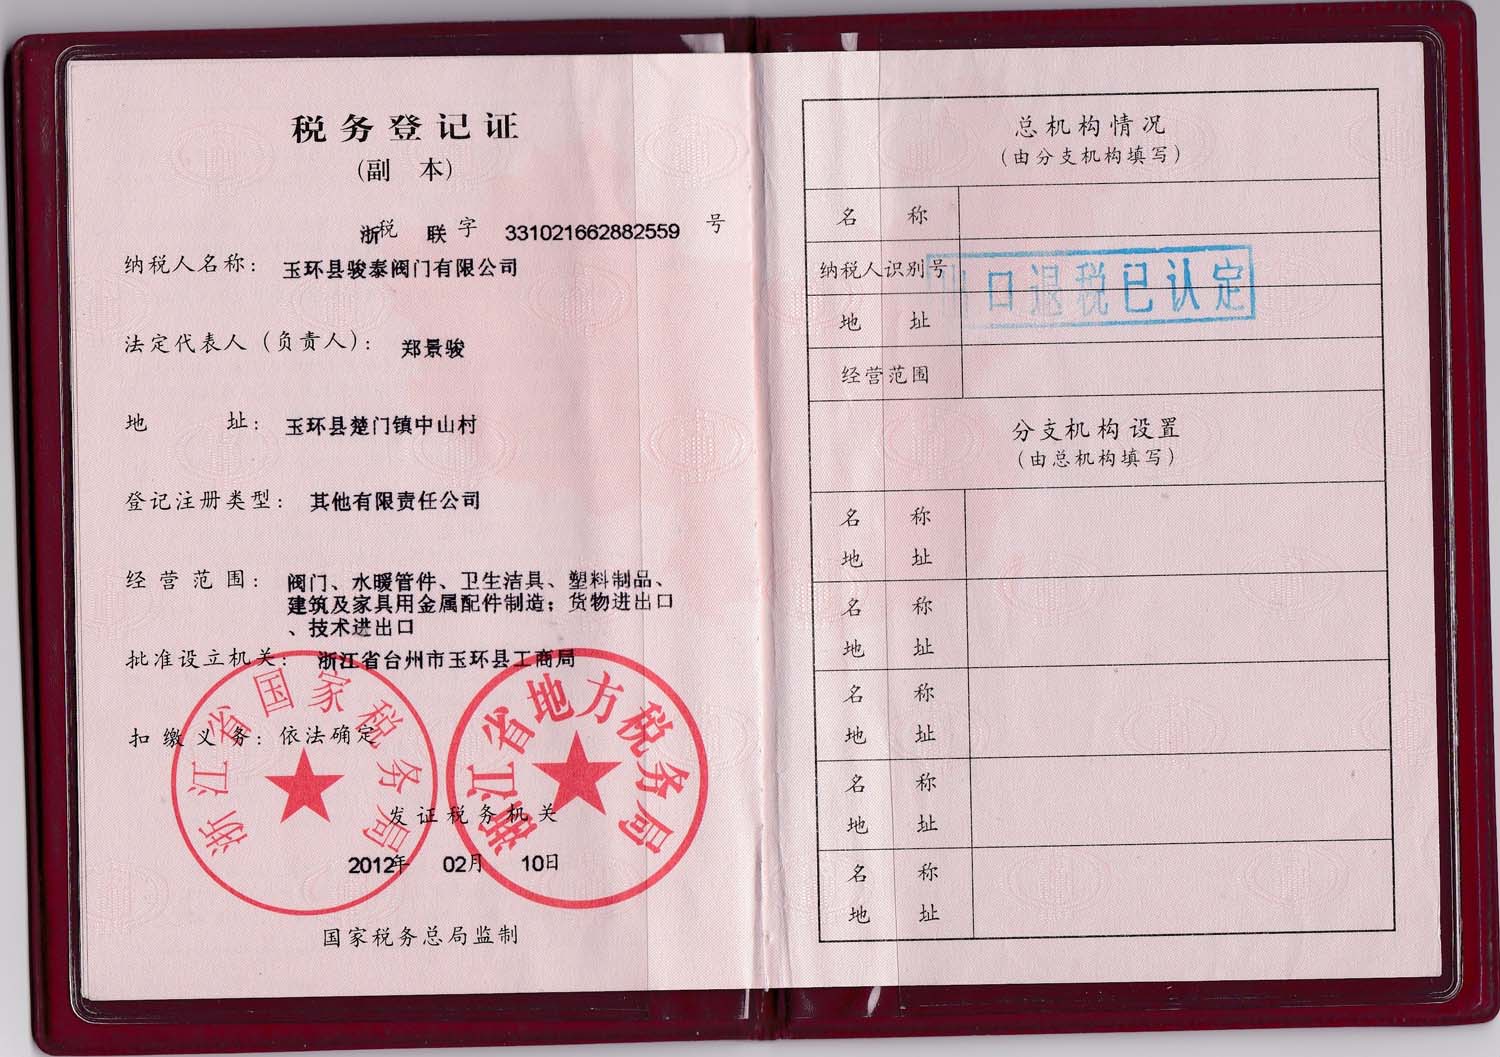 税务登记证
(副 本)
浙税 联字 331021662882559 号
纳税人名称： 玉环县骏泰阀门有限公司
法定代表人（负责人）： 郑景骏
地 址： 玉环县楚门镇中山村
登记注册类型： 其他有限责任公司
经营范围： 阀门、水暖管件、卫生洁具、塑料制品、
建筑及家具用金属配件制造；货物进出口
、技术进出口
批准设立机关： 浙江省台州市玉环县工商局
扣缴义务：依法确定
浙江省国家税务局
浙江省地方税务局
发证税务机关
2012年 02月 10日
国家税务总局监制
总机构情况
(由分支机构填写)
名 称
纳税人识别号
出口退税已认定
地 址
经营范围
分支机构设置
(由总机构填写)
名 称
地 址
名 称
地 址
名 称
地 址
名 称
地 址
名 称
地 址